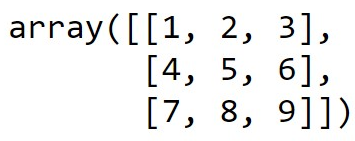 array([[1, 2, 3],
       [4, 5, 6],
       [7, 8, 9]])